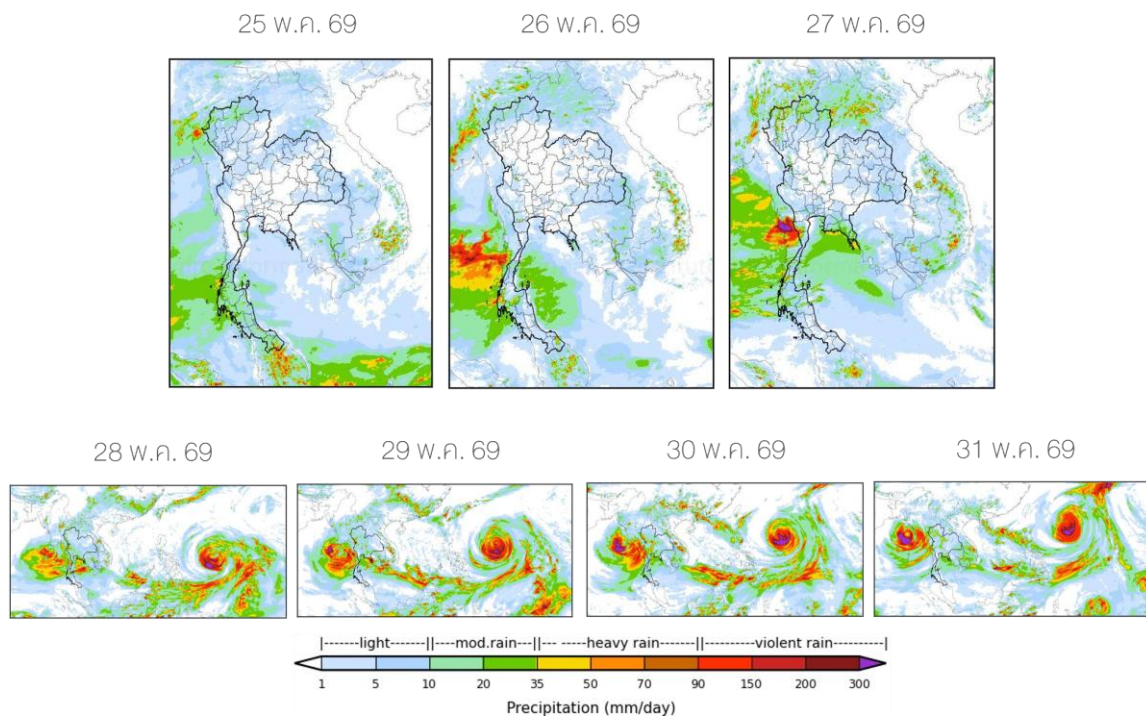 25 พ.ค. 69
26 พ.ค. 69
27 พ.ค. 69
28 พ.ค. 69
29 พ.ค. 69
30 พ.ค. 69
31 พ.ค. 69
|-------light-------||---mod.rain---||--- -------heavy rain-------||-------violent rain----------|
1 5 10 20 35 50 70 90 150 200 300
Precipitation (mm/day)